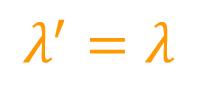 λ′ = λ